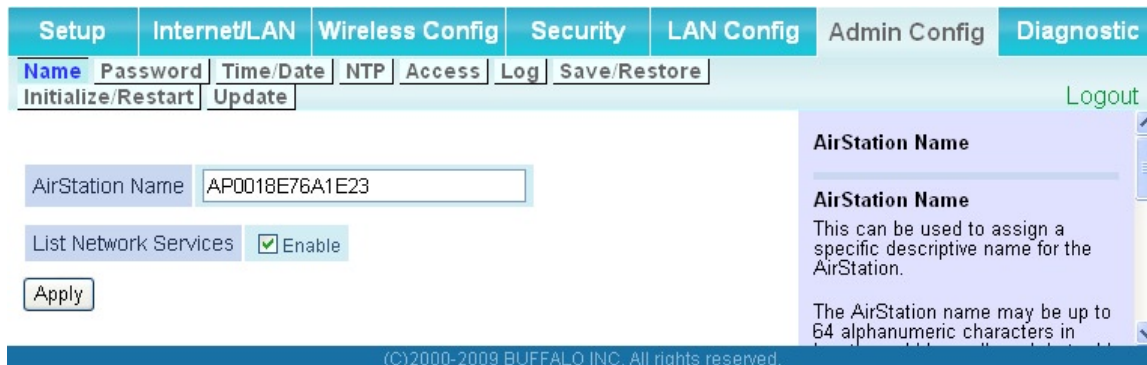 Setup Internet/LAN Wireless Config Security LAN Config Admin Config Diagnostic
Name Password Time/Date NTP Access Log Save/Restore
Initialize/Restart Update
Logout
AirStation Name AP0018E76A1E23
List Network Services Enable
Apply
AirStation Name
AirStation Name
This can be used to assign a
specific descriptive name for the
AirStation.
The AirStation name may be up to
64 alphanumeric characters in
(C)2000-2009 BUFFALO INC. All rights reserved.